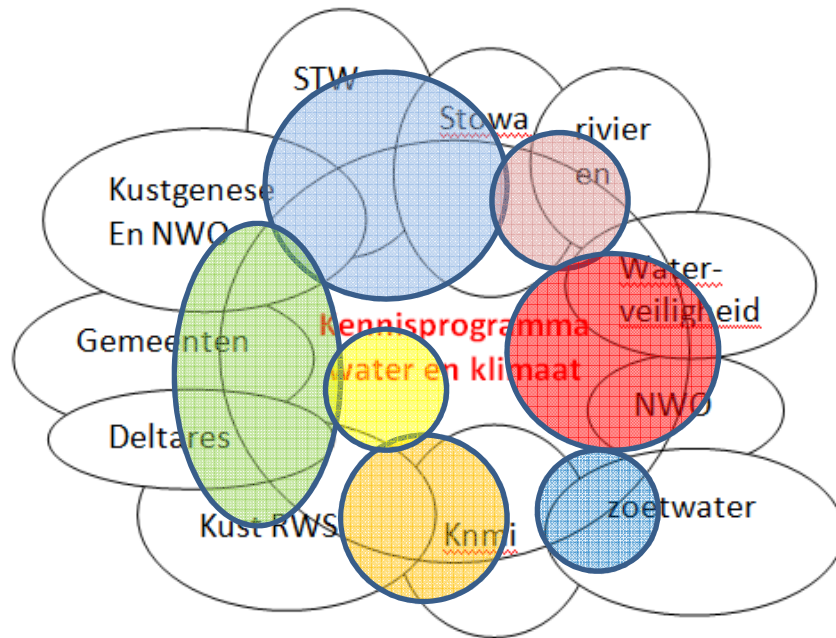 STW
Stowa
rivier
en
Kustgenese
En NWO
Water-
veiligheid
Kennisprogramma
water en klimaat
Gemeenten
NWO
Deltares
zoetwater
Kust RWS
Knmi